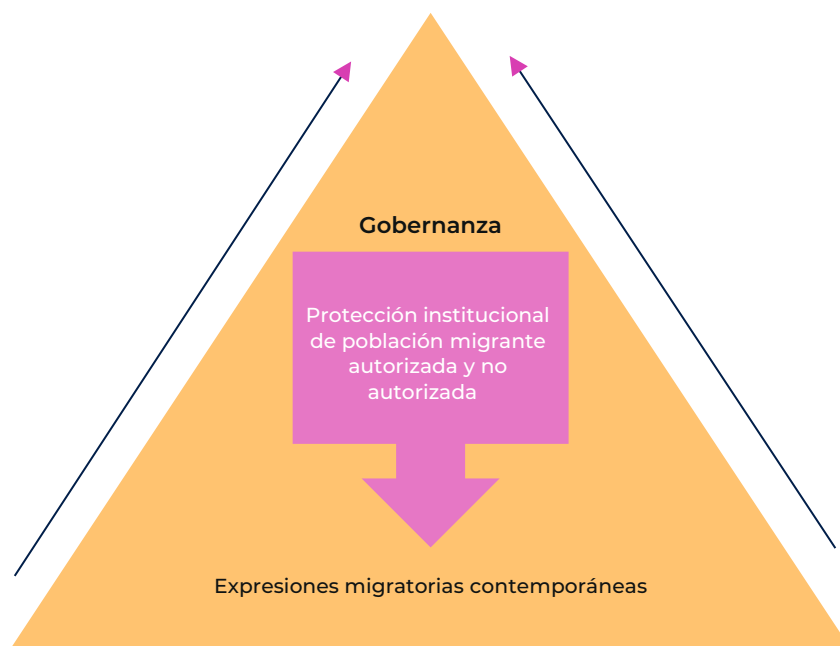 Gobernanza
Protección institucional
de población migrante
autorizada y no
autorizada
Expresiones migratorias contemporáneas